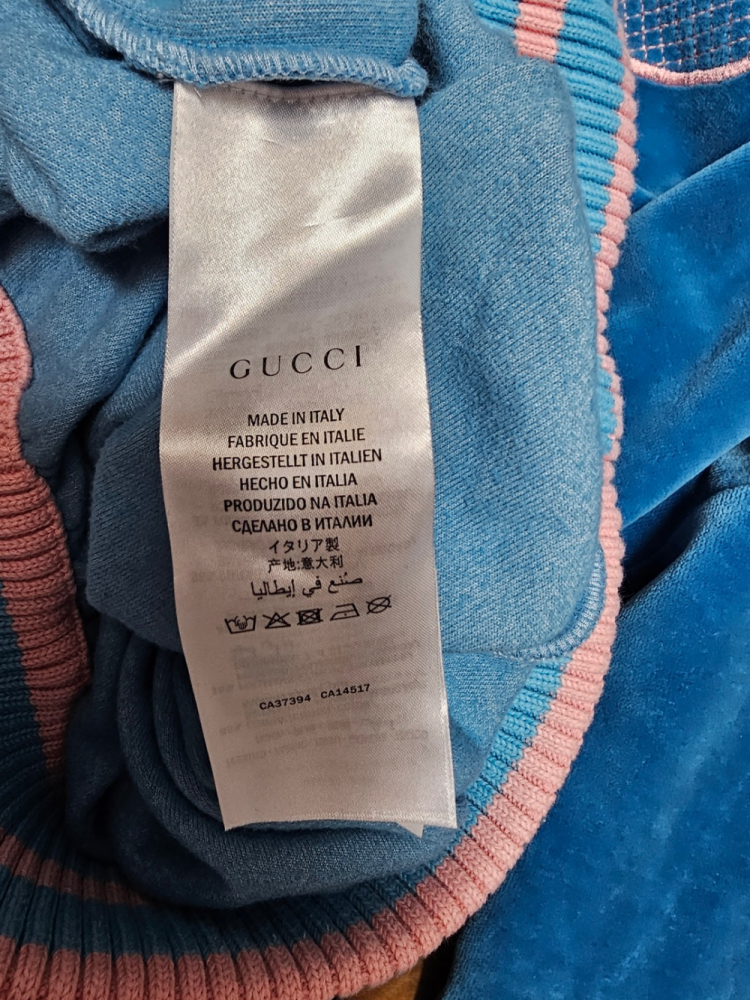 GUCCI
MADE IN ITALY
FABRIQUE EN ITALIE
HERGESTELLT IN ITALIEN
HECHO EN ITALIA
PRODUZIDO NA ITALIA
СДЕЛАНО В ИТАЛИИ
イタリア製
产地:意大利
صُنع في إيطاليا
CA37394 CA14517